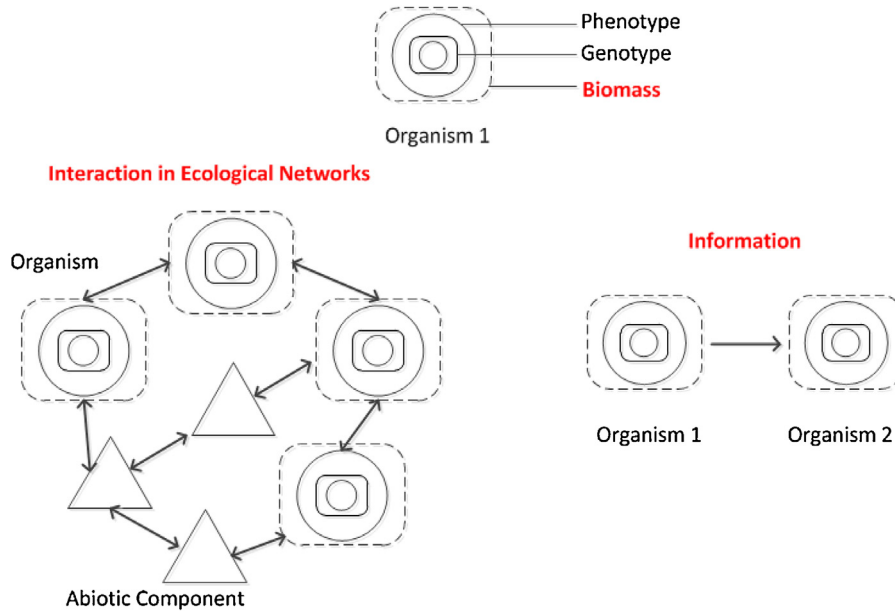 Phenotype
Genotype
Biomass
Organism 1
Interaction in Ecological Networks
Organism
Abiotic Component
Information
Organism 1
Organism 2